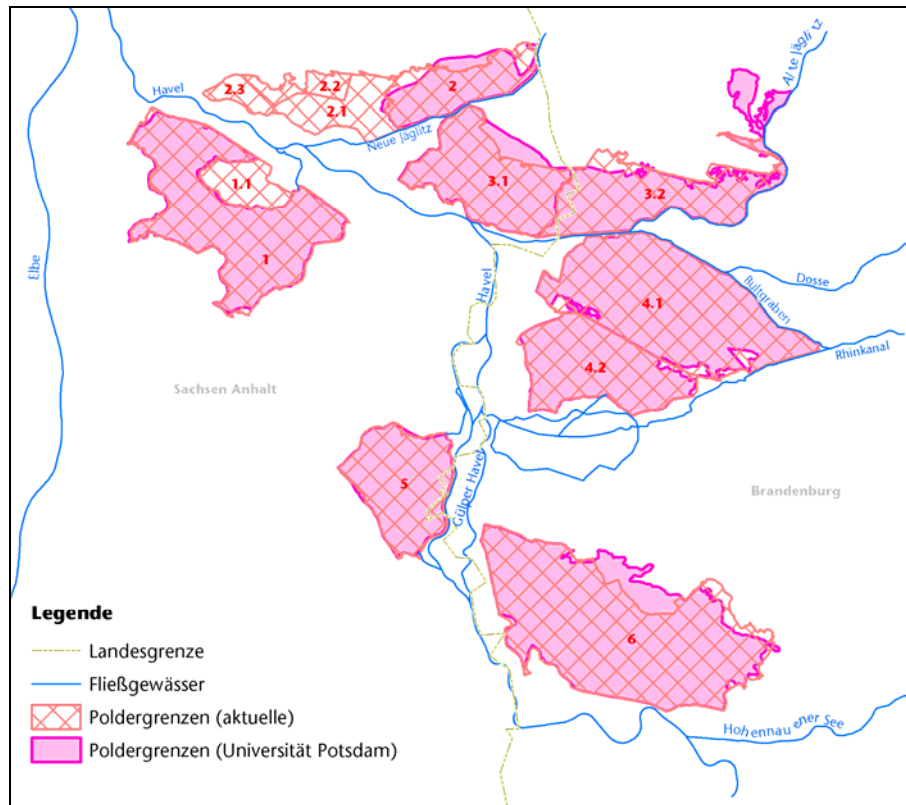 Alte Jäglitz
Havel
2.3
2.2
2.1
2
Neue Jäglitz
1.1
3.1
3.2
1
Elbe
Havel
Dosse
Bultgraben
4.1
Rhinkanal
4.2
Sachsen Anhalt
5
Gülper Havel
Brandenburg
6
Hohennauener See
Legende
Landesgrenze
Fließgewässer
Poldergrenzen (aktuelle)
Poldergrenzen (Universität Potsdam)